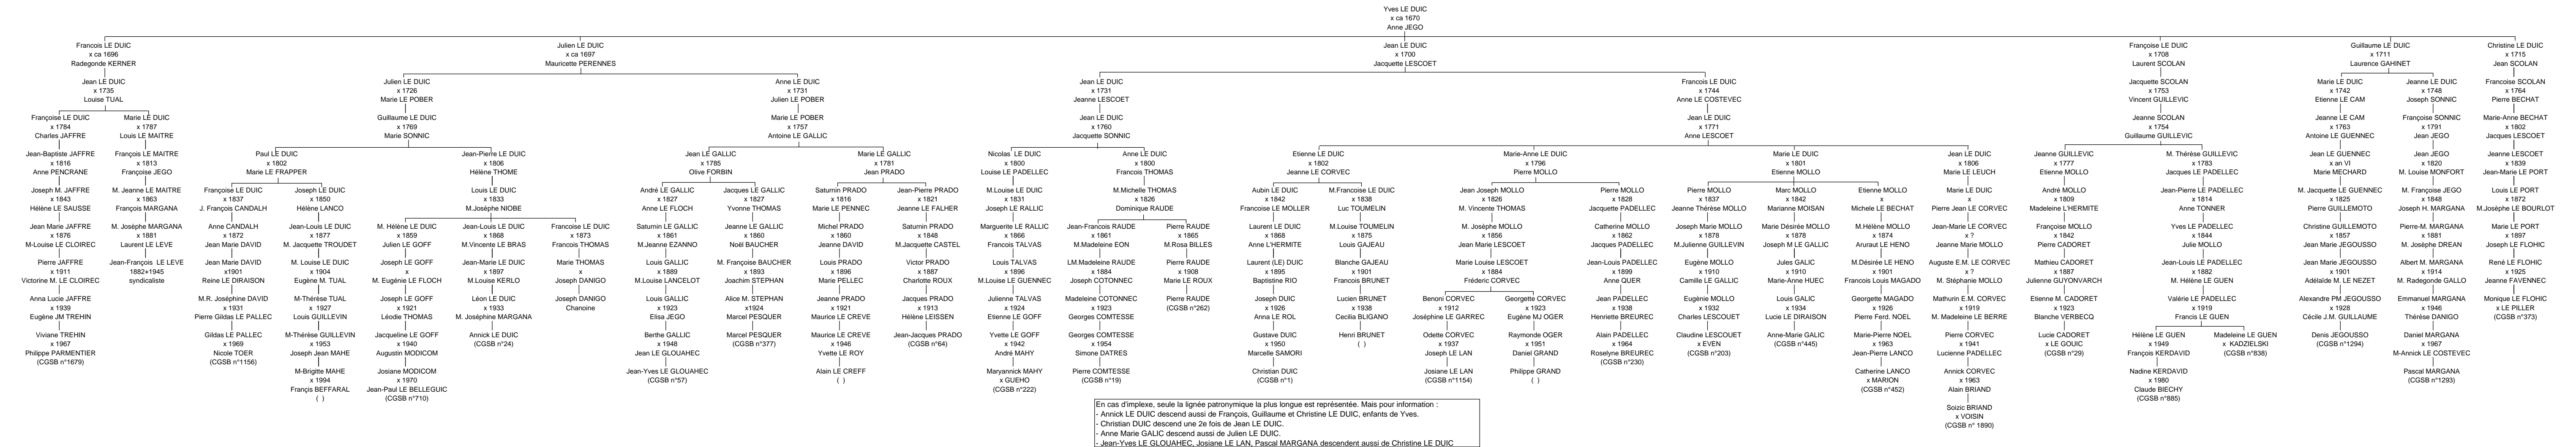 Yves LE DUIC
x ca 1670
Anne JEGO
Francois LE DUIC
x ca 1696
Radegonde KERNER
Jean LE DUIC
x 1735
Louise TUAL
Françoise LE DUIC
x 1784
Charles JAFFRE
Jean-Baptiste JAFFRE
x 1816
Anne PENCRANE
Joseph M. JAFFRE
x 1843
Hélène LE SAUSSE
Jean Marie JAFFRE
x 1876
M-Louise LE CLOIREC
Pierre JAFFRE
x 1911
Victorine M. LE CLOIREC
Anna Lucie JAFFRE
x 1939
Eugène JM TREHIN
Viviane TREHIN
x 1967
Philippe PARMENTIER
(CGSB n°1679)
Marie LE DUIC
x 1787
Louis LE MAITRE
François LE MAITRE
x 1813
Françoise JEGO
M. Jeanne LE MAITRE
x 1863
François MARGANA
M. Josèphe MARGANA
x 1881
Laurent LE LEVE
Jean-François LE LEVE
1882+1945
syndicaliste
Julien LE DUIC
x ca 1697
Mauricette PERENNES
Julien LE DUIC
x 1726
Marie LE POBER
Guillaume LE DUIC
x 1769
Marie SONNIC
Paul LE DUIC
x 1802
Marie LE FRAPPER
Françoise LE DUIC
x 1837
J. François CANDALH
Anne CANDALH
x 1872
Jean Marie DAVID
Jean Marie DAVID
x1901
Reine LE DIRAISON
M.R. Joséphine DAVID
x 1931
Pierre Gildas LE PALLEC
Gildas LE PALLEC
x 1969
Nicole TOER
(CGSB n°1156)
Joseph LE DUIC
x 1850
Hélène LANCO
Jean-Louis LE DUIC
x 1877
M. Jacquette TROUDET
M. Louise LE DUIC
x 1904
Eugène M. TUAL
M-Thérèse TUAL
x 1927
Louis GUILLEVIN
M-Thérèse GUILLEVIN
x 1953
Joseph Jean MAHE
M-Brigitte MAHE
x 1994
Françis BEFFARAL
( )
Jean-Pierre LE DUIC
x 1806
Hélène THOME
Louis LE DUIC
x 1833
M.Josèphe NIOBE
M. Hélène LE DUIC
x 1859
Julien LE GOFF
Joseph LE GOFF
x
M. Eugénie LE FLOCH
Joseph LE GOFF
x 1921
Léodie THOMAS
Jacqueline LE GOFF
x 1940
Augustin MODICOM
Josiane MODICOM
x 1970
Jean-Paul LE BELLEGUIC
(CGSB n°710)
Jean-Louis LE DUIC
x 1868
M.Vincente LE BRAS
Jean-Marie LE DUIC
x 1897
M.Louise KERLO
Léon LE DUIC
x 1933
M. Joséphine MARGANA
Annick LE DUIC
(CGSB n°24)
Francoise LE DUIC
x 1873
Francois THOMAS
Marie THOMAS
x
Joseph DANIGO
Joseph DANIGO
Chanoine
Anne LE DUIC
x 1731
Julien LE POBER
Marie LE POBER
x 1757
Antoine LE GALLIC
Jean LE GALLIC
x 1785
Olive FORBIN
André LE GALLIC
x 1827
Anne LE FLOCH
Saturnin LE GALLIC
x 1861
M.Jeanne EZANNO
Louis GALLIC
x 1889
M.Louise LANCELOT
Louis GALLIC
x 1923
Elisa JEGO
Berthe GALLIC
x 1948
Jean LE GLOUAHEC
Jean-Yves LE GLOUAHEC
(CGSB n°57)
Jacques LE GALLIC
x 1827
Yvonne THOMAS
Jeanne LE GALLIC
x 1860
Noël BAUCHER
M. Françoise BAUCHER
x 1893
Joachim STEPHAN
Alice M. STEPHAN
x1924
Marcel PESQUER
Marcel PESQUER
(CGSB n°377)
Marie LE GALLIC
x 1781
Jean PRADO
Saturnin PRADO
x 1816
Marie LE PENNEC
Michel PRADO
x 1860
Jeanne DAVID
Louis PRADO
x 1896
Marie PELLEC
Jeanne PRADO
x 1921
Maurice LE CREVE
Maurice LE CREVE
x 1946
Yvette LE ROY
Alain LE CREFF
( )
Jean-Pierre PRADO
x 1821
Jeanne LE FALHER
Saturnin PRADO
x 1848
M.Jacquette CASTEL
Victor PRADO
x 1887
Charlotte ROUX
Jacques PRADO
x 1913
Hélène LEISSEN
Jean-Jacques PRADO
(CGSB n°64)
Jean LE DUIC
x 1700
Jacquette LESCOET
Jean LE DUIC
x 1731
Jeanne LESCOET
Jean LE DUIC
x 1760
Jacquette SONNIC
Nicolas LE DUIC
x 1800
Louise LE PADELLEC
M.Louise LE DUIC
x 1831
Joseph LE RALLIC
Marguerite LE RALLIC
x 1866
Francois TALVAS
Louis TALVAS
x 1896
M.Louise LE GUENNEC
Julienne TALVAS
x 1924
Etienne LE GOFF
Yvette LE GOFF
x 1942
André MAHY
Maryannick MAHY
x GUEHO
(CGSB n°222)
Anne LE DUIC
x 1800
Francois THOMAS
M.Michelle THOMAS
x 1826
Dominique RAUDE
Jean-Francois RAUDE
x 1861
M.Madeleine EON
LM.Madeleine RAUDE
x 1884
Joseph COTONNEC
Madeleine COTONNEC
x 1923
Georges COMTESSE
Georges COMTESSE
x 1954
Simone DATRES
Pierre COMTESSE
(CGSB n°19)
Pierre RAUDE
x 1865
M.Rosa BILLES
Pierre RAUDE
x 1908
Marie LE ROUX
Pierre RAUDE
(CGSB n°262)
Francois LE DUIC
x 1744
Anne LE COSTEVEC
Jean LE DUIC
x 1771
Anne LESCOET
Etienne LE DUIC
x 1802
Jeanne LE CORVEC
Aubin LE DUIC
x 1842
Francoise LE MOLLER
Laurent LE DUIC
x 1868
Anne L'HERMITE
Laurent (LE) DUIC
x 1895
Baptistine RIO
Joseph DUIC
x 1926
Anna LE ROL
Gustave DUIC
x 1950
Marcelle SAMORI
Christian DUIC
(CGSB n°1)
M.Francoise LE DUIC
x 1838
Luc TOUMELIN
M.Louise TOUMELIN
x 1875
Louis GAJEAU
Blanche GAJEAU
x 1901
Francois BRUNET
Lucien BRUNET
x 1938
Cecilia BLIGANO
Henri BRUNET
( )
Marie-Anne LE DUIC
x 1796
Pierre MOLLO
Jean Joseph MOLLO
x 1826
M. Vincente THOMAS
M. Josèphe MOLLO
x 1856
Jean Marie LESCOET
Marie Louise LESCOET
x 1884
Fréderic CORVEC
Benoni CORVEC
x 1912
Joséphine LE GARREC
Odette CORVEC
x 1937
Joseph LE LAN
Josiane LE LAN
(CGSB n°1154)
Georgette CORVEC
x 1923
Eugène MJ OGER
Raymonde OGER
x 1951
Daniel GRAND
Philippe GRAND
( )
Pierre MOLLO
x 1828
Jacquette PADELLEC
Catherine MOLLO
x 1862
Jacques PADELLEC
Jean-Louis PADELLEC
x 1899
Anne QUER
Jean PADELLEC
x 1938
Henriette BREUREC
Alain PADELLEC
x 1964
Roselyne BREUREC
(CGSB n°230)
Marie LE DUIC
x 1801
Etienne MOLLO
Pierre MOLLO
x 1837
Jeanne Thérèse MOLLO
Joseph Marie MOLLO
x 1878
M.Julienne GUILLEVIN
Eugène MOLLO
x 1910
Camille LE GALLIC
Eugènie MOLLO
x 1932
Charles LESCOUET
Claudine LESCOUET
x EVEN
(CGSB n°203)
Marc MOLLO
x 1842
Marianne MOISAN
Marie Désirée MOLLO
x 1878
Joseph M LE GALLIC
Jules GALIC
x 1910
Marie-Anne HUEC
Louis GALIC
x 1934
Lucie LE DIRAISON
Anne-Marie GALIC
(CGSB n°445)
Etienne MOLLO
x
Michele LE BECHAT
M.Hélène MOLLO
x 1874
Aruraut LE HENO
M.Désirée LE HENO
x 1901
Francois Louis MAGADO
Georgette MAGADO
x 1926
Pierre Ferd. NOEL
Marie-Pierre NOEL
x 1963
Jean-Pierre LANCO
Catherine LANCO
x MARION
(CGSB n°452)
Jean LE DUIC
x 1806
Marie LE LEUCH
Marie LE DUIC
x
Pierre Jean LE CORVEC
Jean-Marie LE CORVEC
x ?
Jeanne Marie MOLLO
Auguste E.M. LE CORVEC
x ?
M. Stéphanie MOLLO
Mathurin E.M. CORVEC
x 1919
M. Madeleine LE BERRE
Pierre CORVEC
x 1941
Lucienne PADELLEC
Annick CORVEC
x 1963
Alain BRIAND
Soizic BRIAND
x VOISIN
(CGSB n° 1890)
Françoise LE DUIC
x 1708
Laurent SCOLAN
Jacquette SCOLAN
x 1753
Vincent GUILLEVIC
Jeanne SCOLAN
x 1754
Guillaume GUILLEVIC
Jeanne GUILLEVIC
x 1777
Etienne MOLLO
André MOLLO
x 1809
Madeleine L'HERMITE
Françoise MOLLO
x 1842
Pierre CADORET
Mathieu CADORET
x 1887
Julienne GUYONVARCH
Etienne M. CADORET
x 1923
Blanche VERBECQ
Lucie CADORET
x LE GOUIC
(CGSB n°29)
M. Thérèse GUILLEVIC
x 1783
Jacques LE PADELLEC
Jean-Pierre LE PADELLEC
x 1814
Anne TONNER
Yves LE PADELLEC
x 1844
Julie MOLLO
Jean-Louis LE PADELLEC
x 1882
M. Hélène LE GUEN
Valérie LE PADELLEC
x 1919
Francis LE GUEN
Hélène LE GUEN
x 1949
François KERDAVID
Nadine KERDAVID
x 1980
Claude BIECHY
(CGSB n°885)
Madeleine LE GUEN
x KADZIELSKI
(CGSB n°838)
Guillaume LE DUIC
x 1711
Laurence GAHINET
Marie LE DUIC
x 1742
Etienne LE CAM
Jeanne LE CAM
x 1763
Antoine LE GUENNEC
Jean LE GUENNEC
x an VI
Marie MECHARD
M. Jacquette LE GUENNEC
x 1825
Pierre GUILLEMOTO
Christine GUILLEMOTO
x 1857
Jean Marie JEGOUSSO
Jean Marie JEGOUSSO
x 1901
Adélaïde M. LE NEZET
Alexandre PM JEGOUSSO
x 1928
Cécile J.M. GUILLAUME
Denis JEGOUSSO
(CGSB n°1294)
Jeanne LE DUIC
x 1748
Joseph SONNIC
Françoise SONNIC
x 1791
Jean JEGO
Jean JEGO
x 1820
M. Louise MONFORT
M. Françoise JEGO
x 1848
Joseph H. MARGANA
Pierre-M. MARGANA
x 1881
M. Josèphe DREAN
Albert M. MARGANA
x 1914
M. Radegonde GALLO
Emmanuel MARGANA
x 1946
Thérèse DANIGO
Daniel MARGANA
x 1967
M-Annick LE COSTEVEC
Pascal MARGANA
(CGSB n°1293)
Christine LE DUIC
x 1715
Jean SCOLAN
Francoise SCOLAN
x 1764
Pierre BECHAT
Marie-Anne BECHAT
x 1802
Jacques LESCOET
Jeanne LESCOET
x 1839
Jean-Marie LE PORT
Louis LE PORT
x 1872
M.Josèphe LE BOURLOT
Marie LE PORT
x 1897
Joseph LE FLOHIC
René LE FLOHIC
x 1925
Jeanne FAVENNEC
Monique LE FLOHIC
x LE PILLER
(CGSB n°373)
En cas d'implexe, seule la lignée patronymique la plus longue est représentée. Mais pour information :
- Annick LE DUIC descend aussi de François, Guillaume et Christine LE DUIC, enfants de Yves.
- Christian DUIC descend une 2e fois de Jean LE DUIC.
- Anne Marie GALIC descend aussi de Julien LE DUIC.
- Jean-Yves LE GLOUAHEC, Josiane LE LAN, Pascal MARGANA descendent aussi de Christine LE DUIC